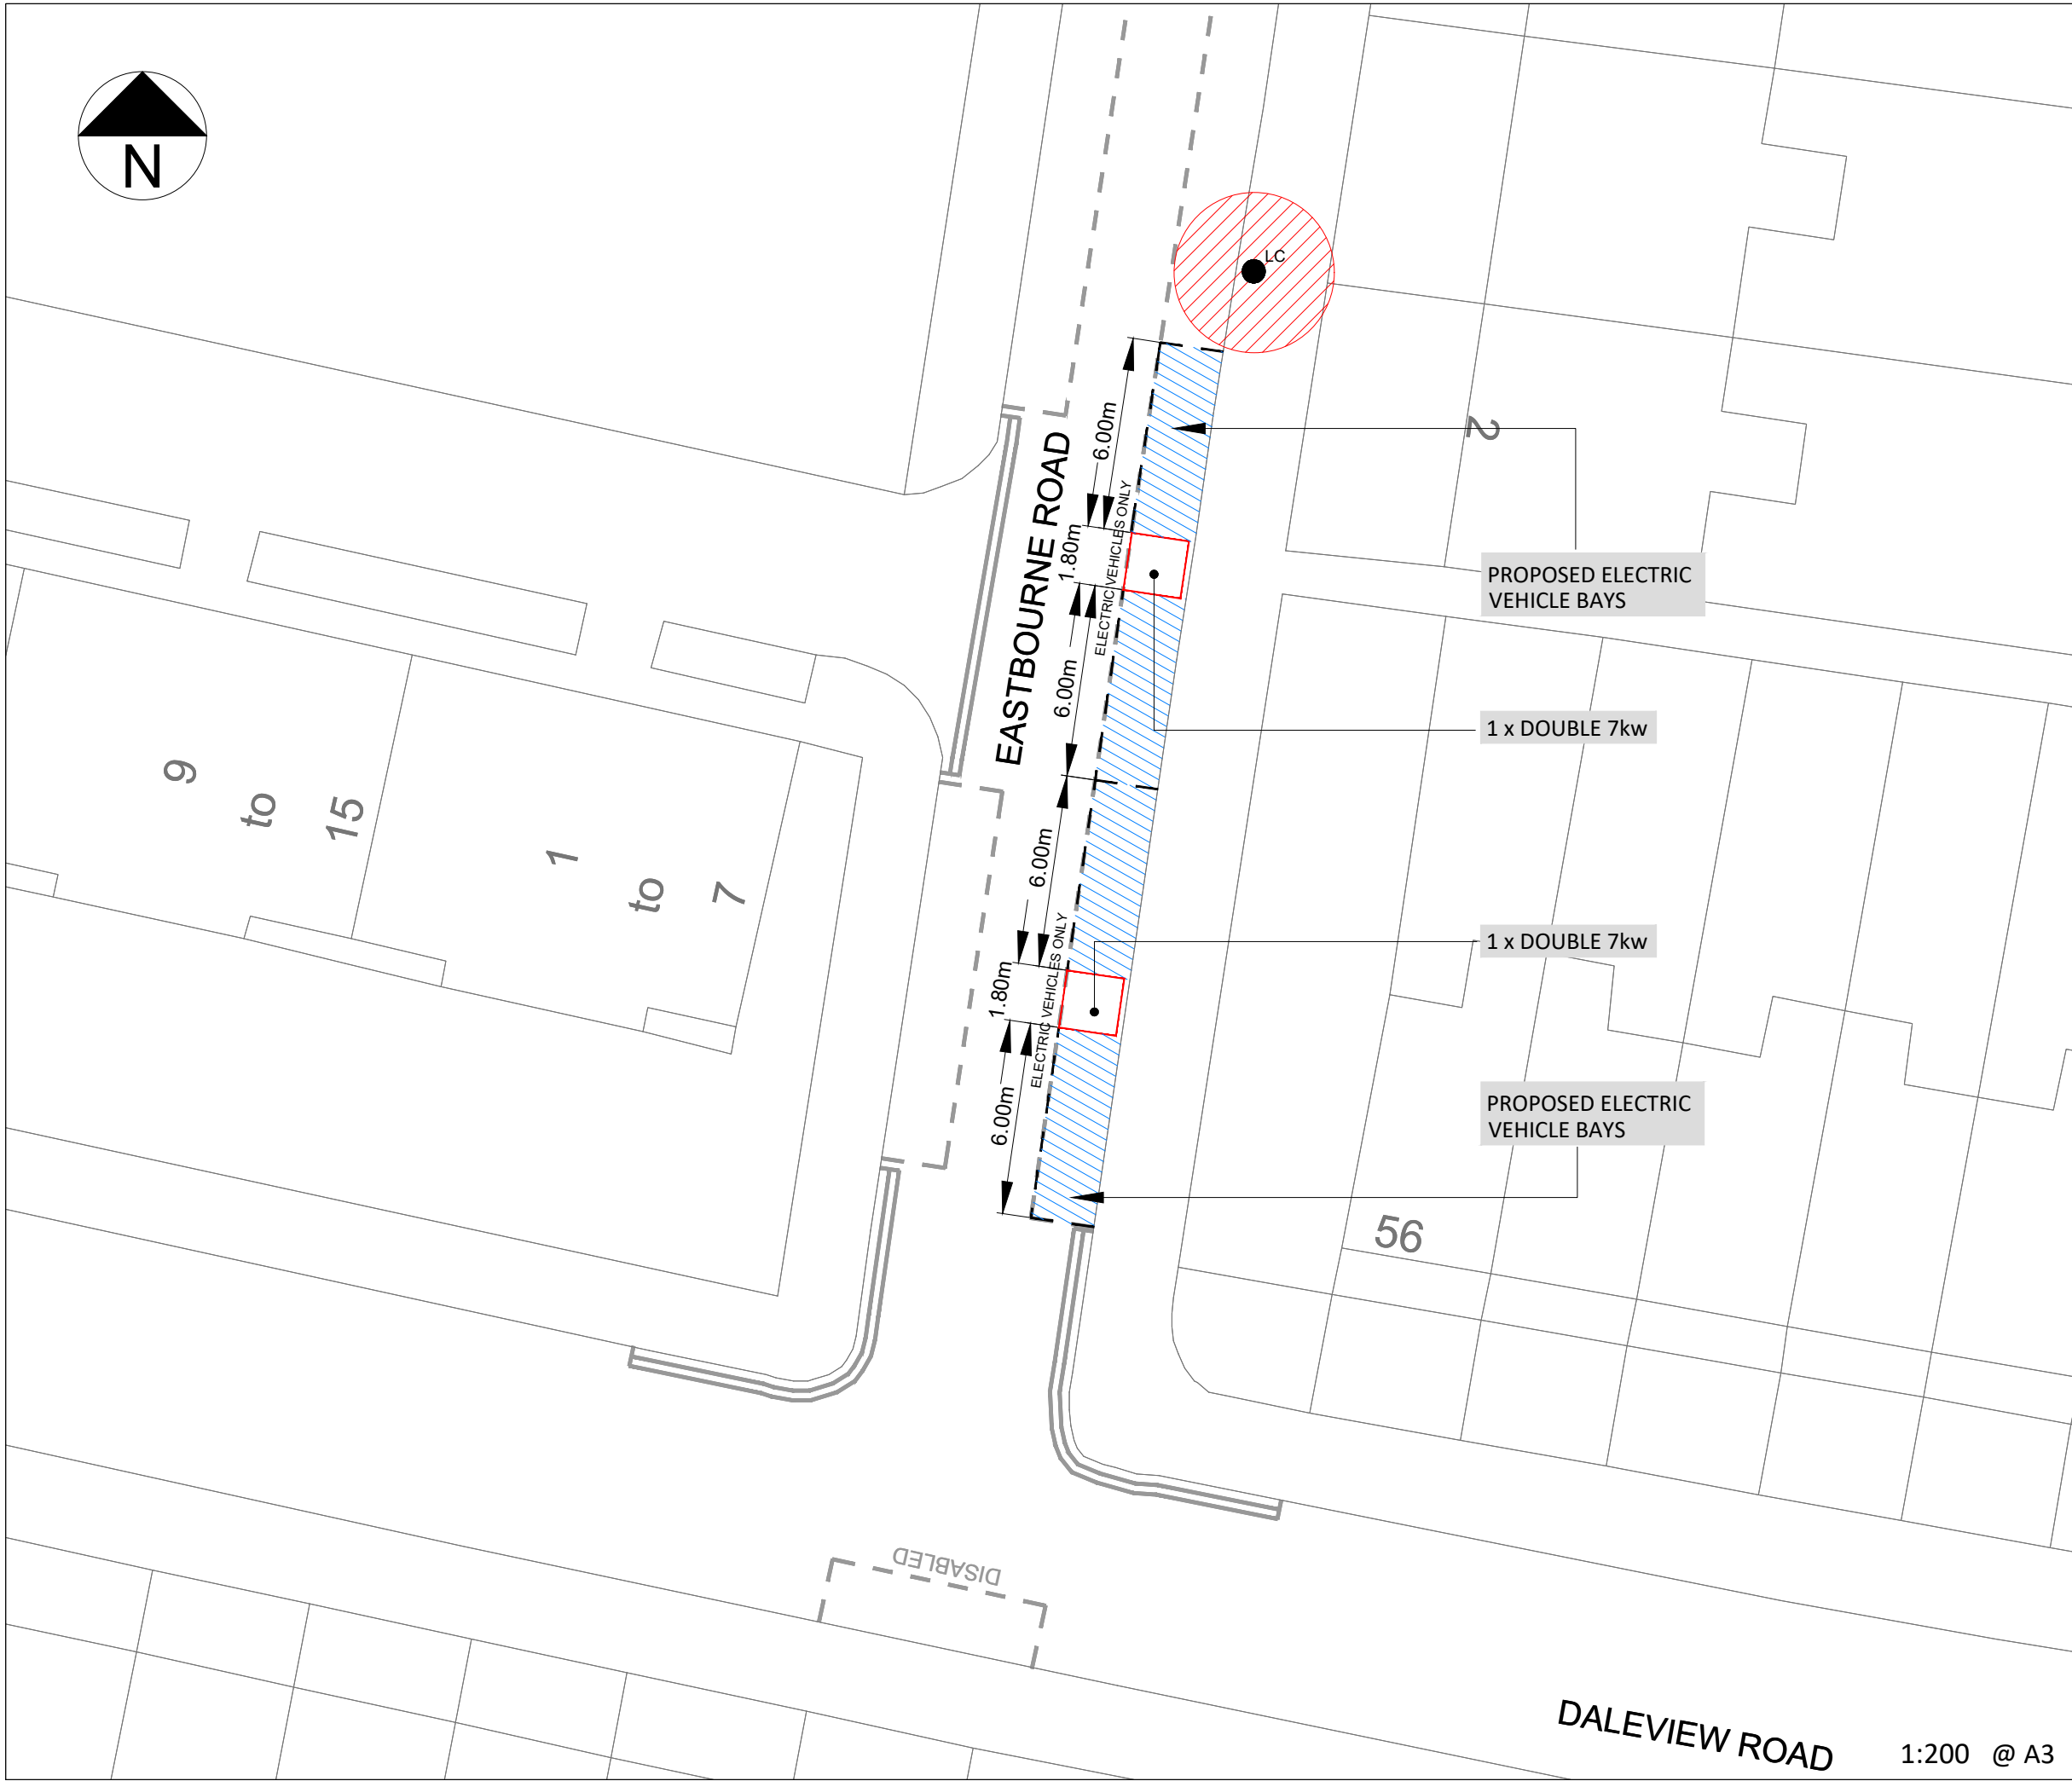 N
LC
2
6.00m
EASTBOURNE ROAD
ELECTRIC VEHICLES ONLY
1.80m
PROPOSED ELECTRIC
VEHICLE BAYS
6.00m
1 x DOUBLE 7kw
9
to
15
1
to
7
6.00m
ELECTRIC VEHICLES ONLY
1 x DOUBLE 7kw
1.80m
6.00m
PROPOSED ELECTRIC
VEHICLE BAYS
56
DISABLED
DALEVIEW ROAD
1:200 @ A3